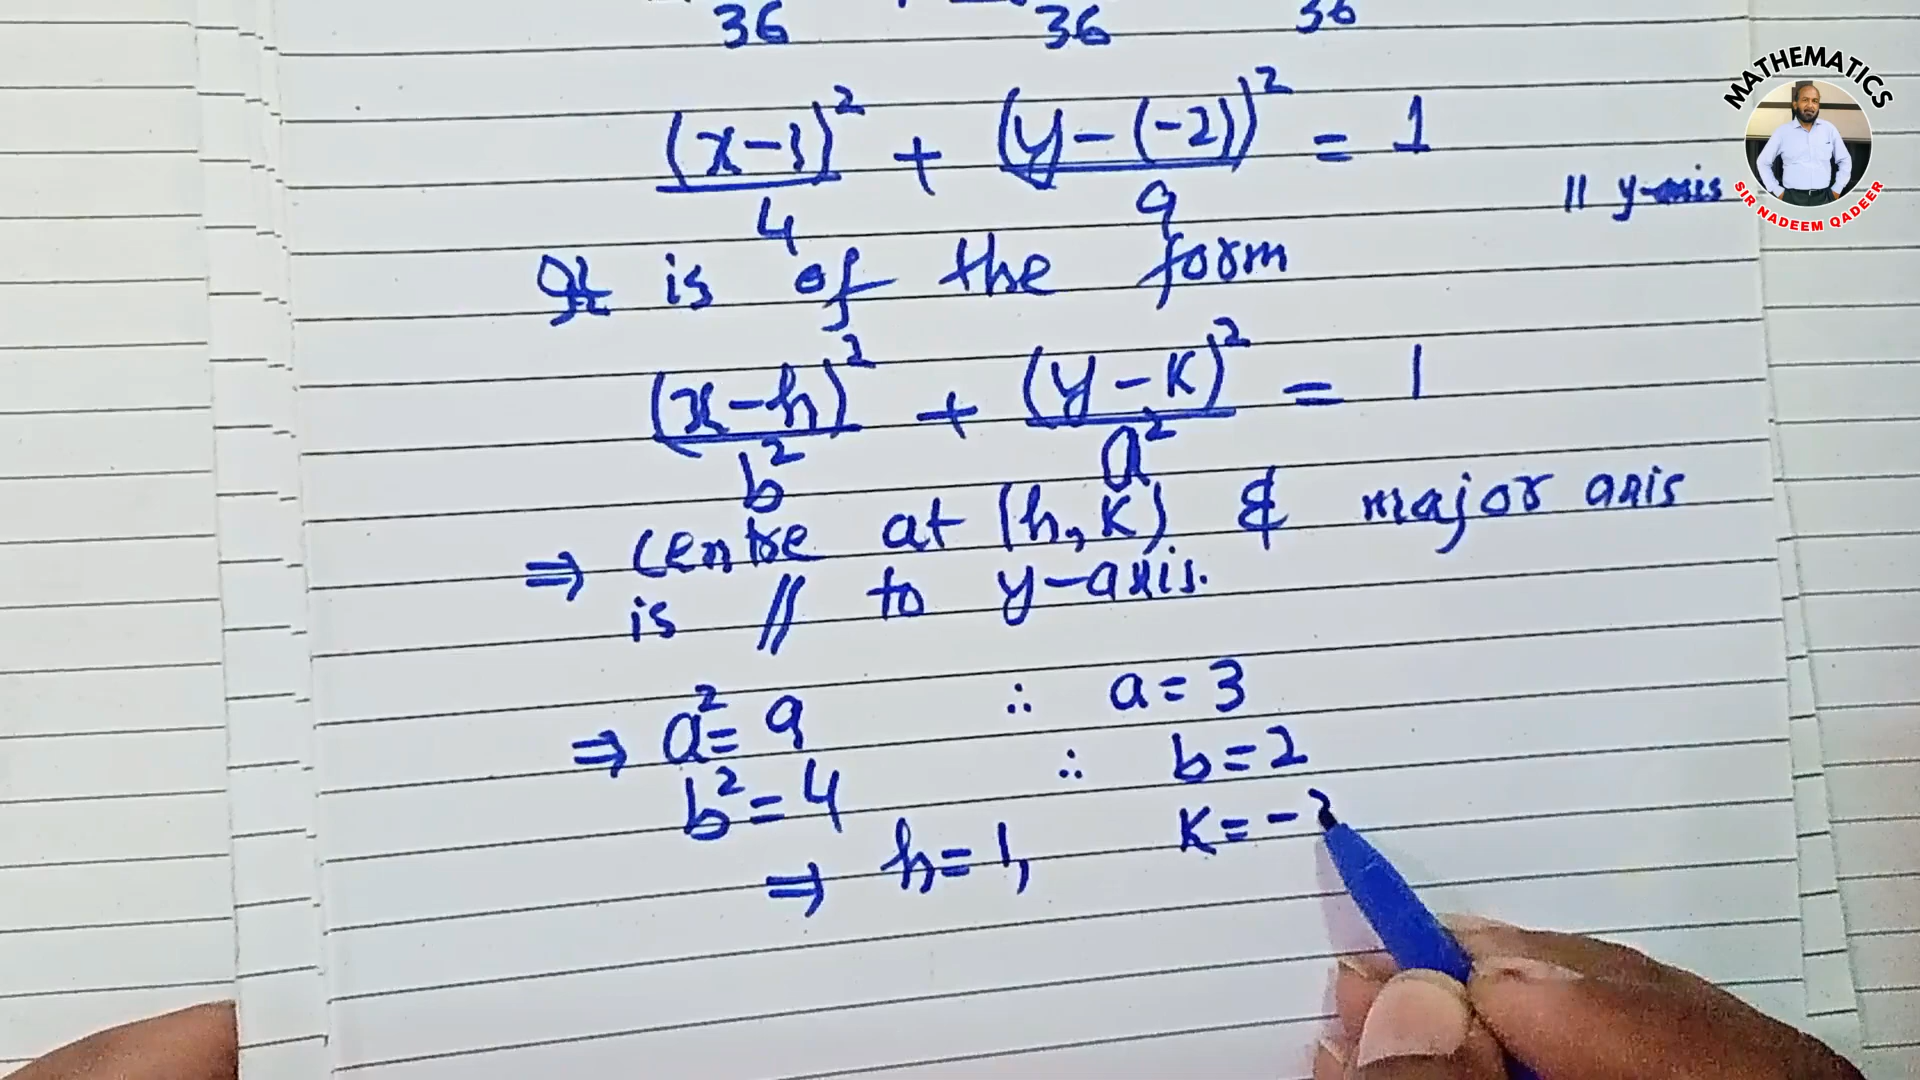 36 36 36
(x-1)² + (y-(-2))² = 1
4 9
|| y-axis
It is of the form
(x-h)² + (y-k)² = 1
b² a²
⇒ centre at (h, k) & major axis
is // to y-axis.
⇒ a² = 9 ∴ a = 3
b² = 4 ∴ b = 2
⇒ h = 1, k = -2
MATHEMATICS
SIR NADEEM QADEER